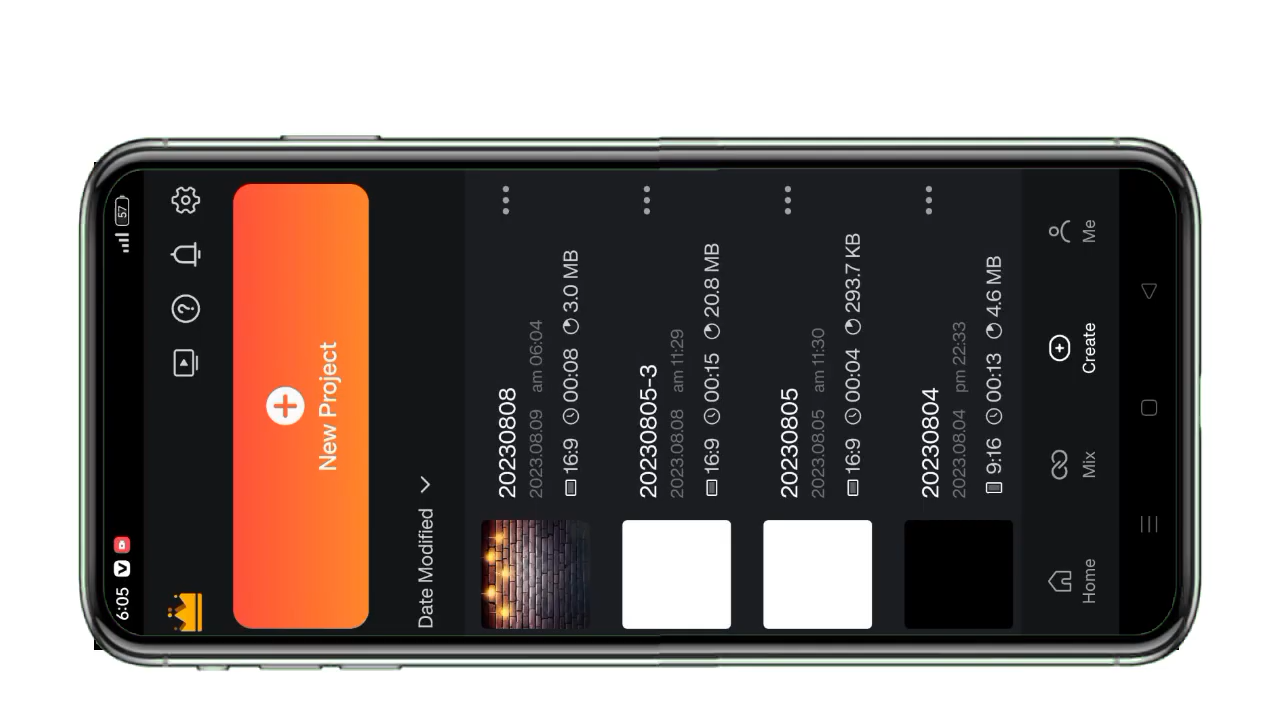 6:05
57
New Project
Date Modified
20230808
2023.08.09 am 06:04
16:9 00:08 3.0 MB
20230805-3
2023.08.08 am 11:29
16:9 00:15 20.8 MB
20230805
2023.08.05 am 11:30
16:9 00:04 293.7 KB
20230804
2023.08.04 pm 22:33
9:16 00:13 4.6 MB
Home Mix Create Me